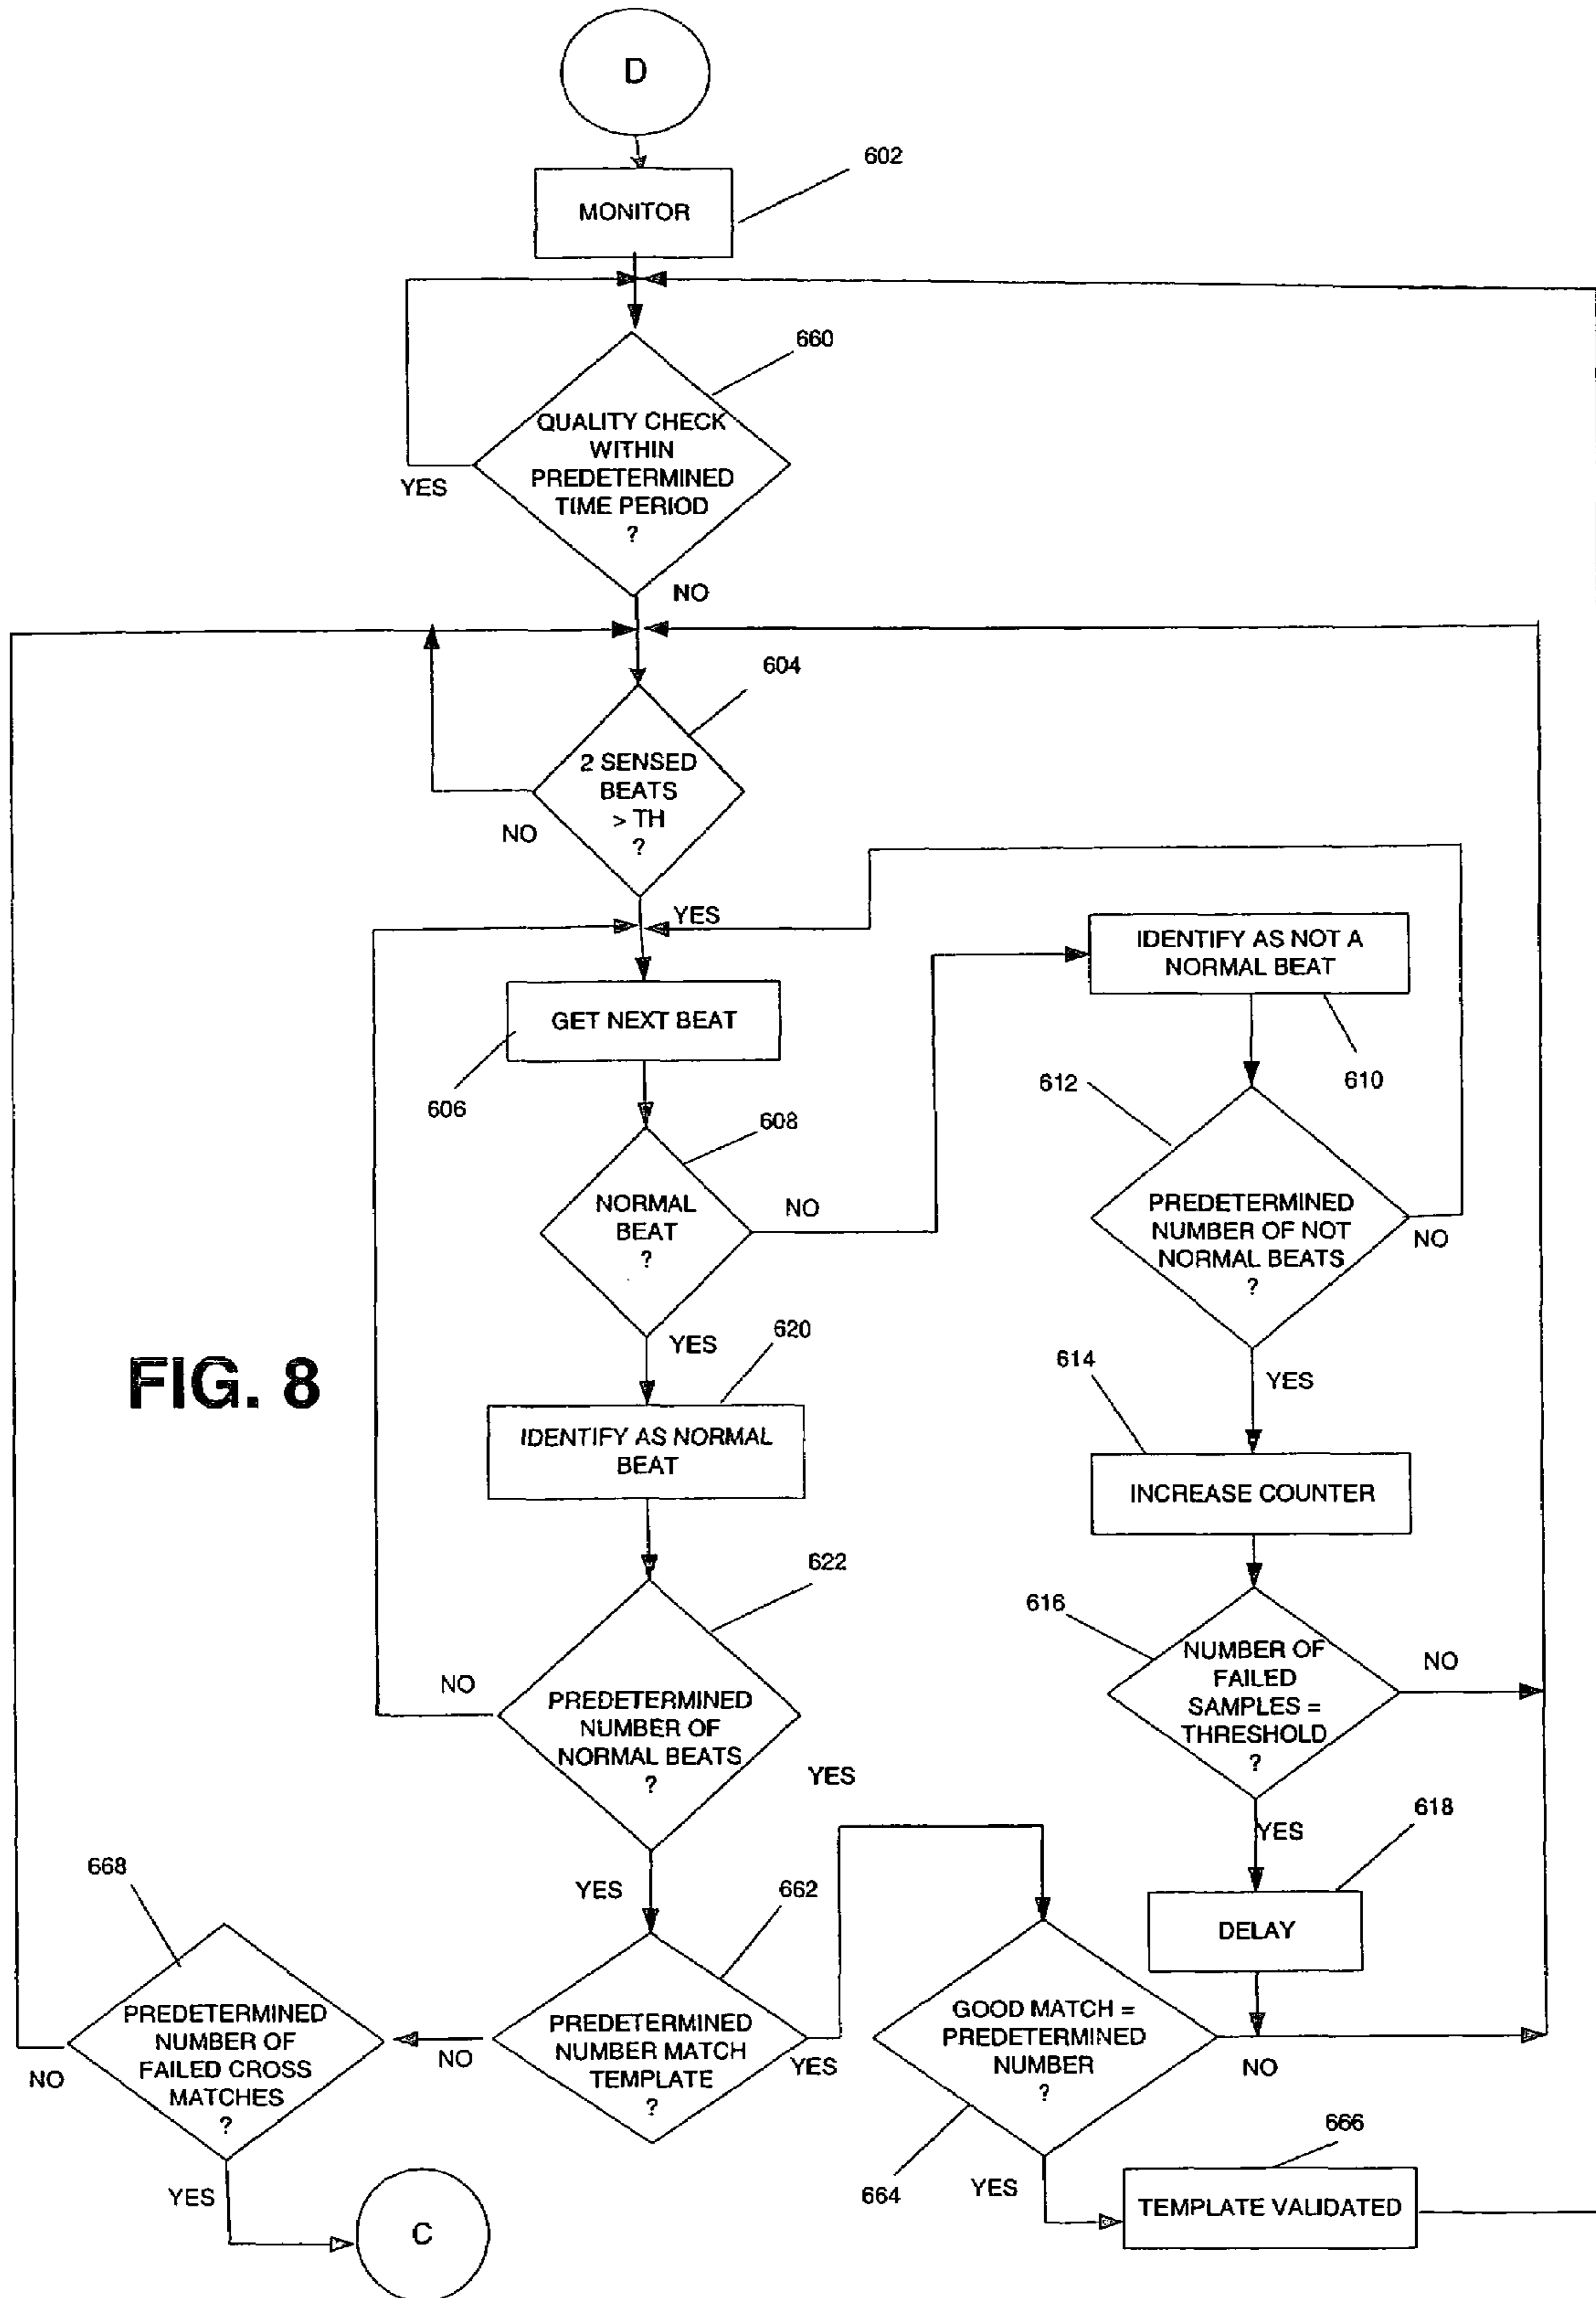 D
MONITOR
602
660
QUALITY CHECK
WITHIN
PREDETERMINED
TIME PERIOD
?
YES
NO
604
2 SENSED
BEATS
> TH
?
NO
YES
GET NEXT BEAT
606
IDENTIFY AS NOT A
NORMAL BEAT
610
612
608
NORMAL
BEAT
?
NO
YES
PREDETERMINED
NUMBER OF NOT
NORMAL BEATS
?
NO
YES
FIG. 8
620
IDENTIFY AS NORMAL
BEAT
614
INCREASE COUNTER
622
PREDETERMINED
NUMBER OF
NORMAL BEATS
?
NO
YES
YES
616
NUMBER OF
FAILED
SAMPLES =
THRESHOLD
?
NO
YES
618
DELAY
668
PREDETERMINED
NUMBER OF
FAILED CROSS
MATCHES
?
NO
YES
662
PREDETERMINED
NUMBER MATCH
TEMPLATE
?
NO
YES
GOOD MATCH =
PREDETERMINED
NUMBER
?
NO
664
YES
666
TEMPLATE VALIDATED
C